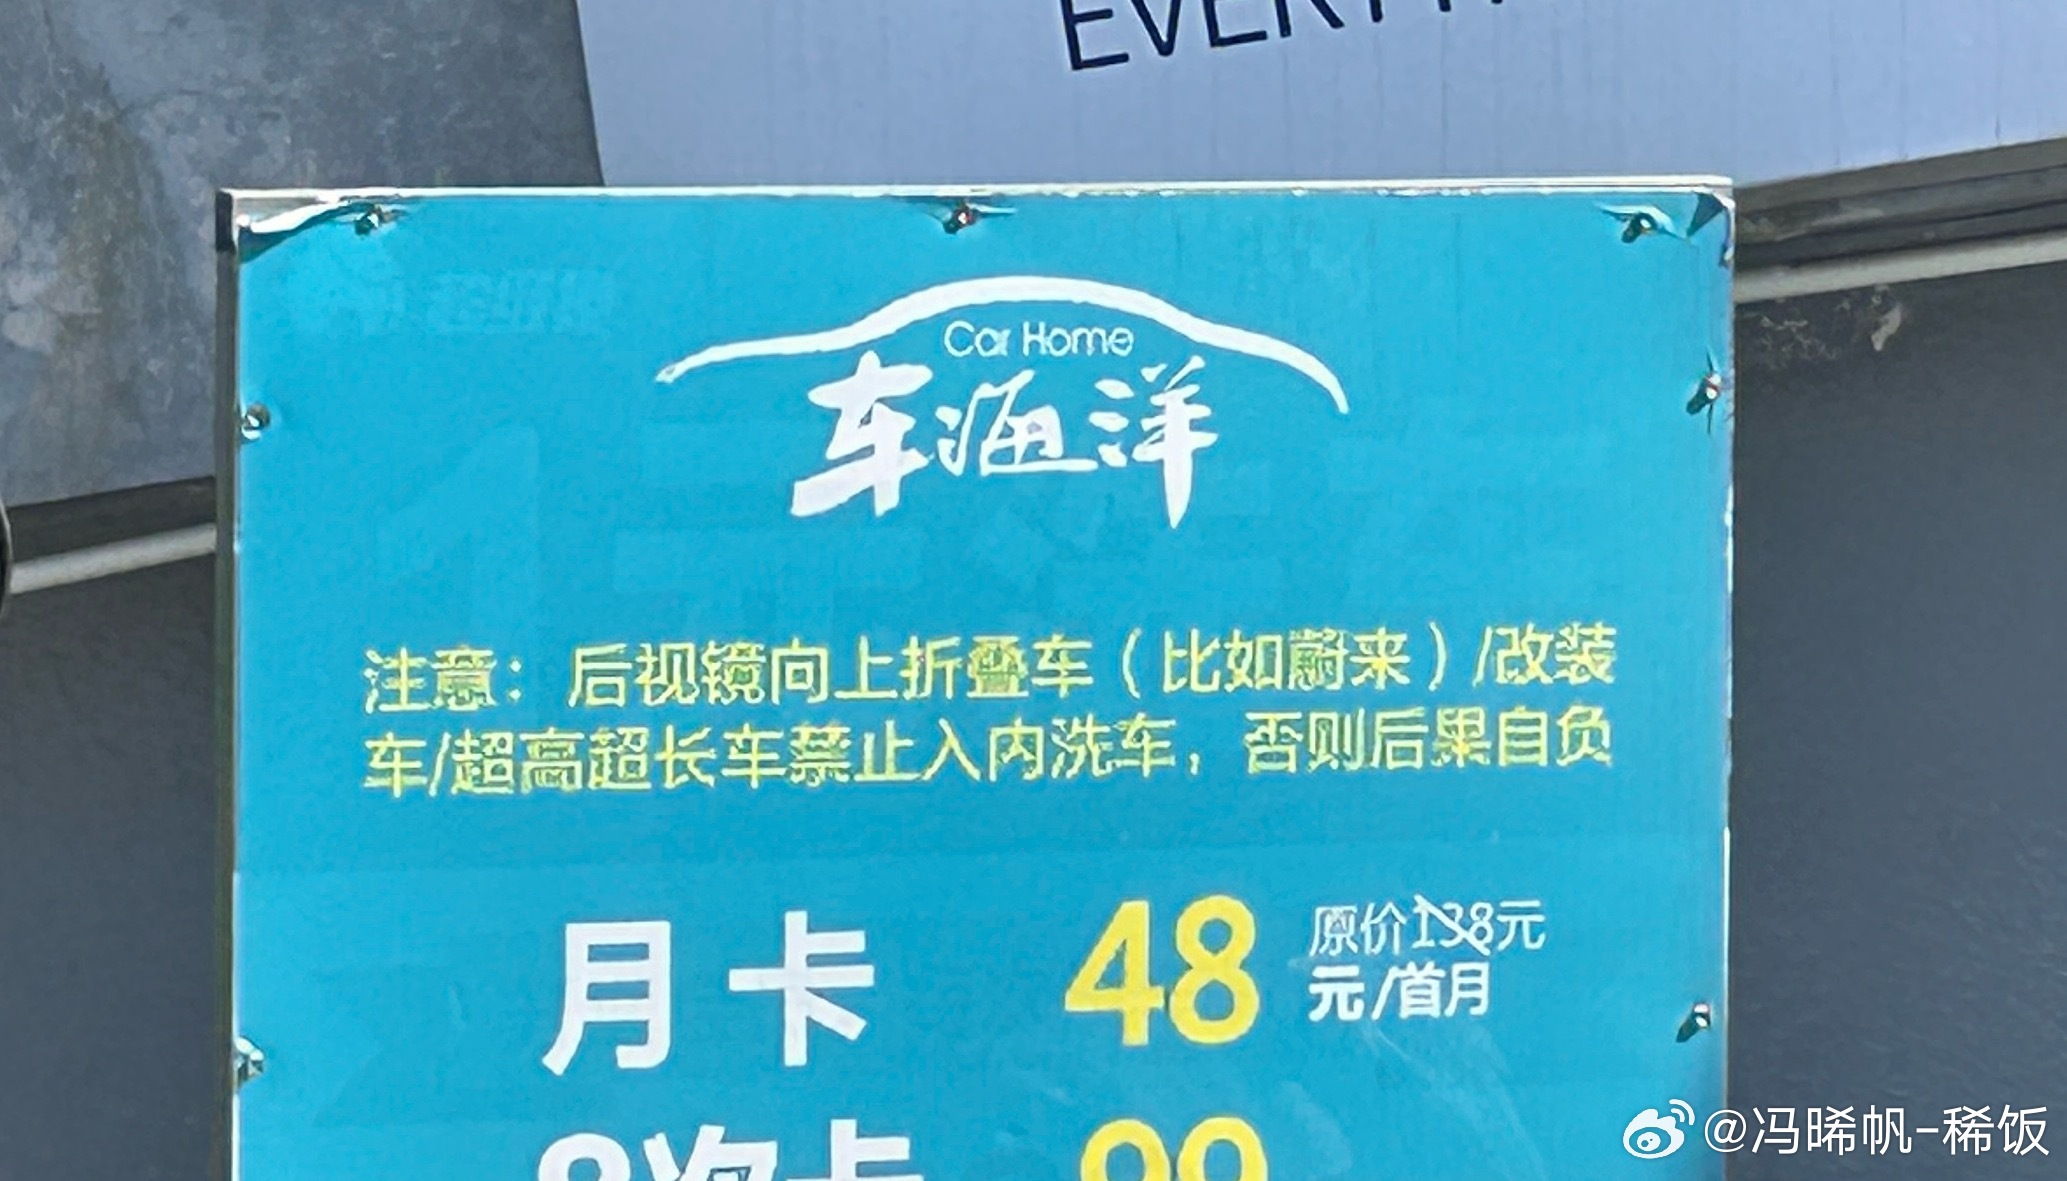 Car Home
车海洋
注意：后视镜向上折叠车（比如蔚来）/改装
车/超高超长车禁止入内洗车，否则后果自负
月卡 48 原价138元
元/首月
次卡
@冯晞帆-稀饭